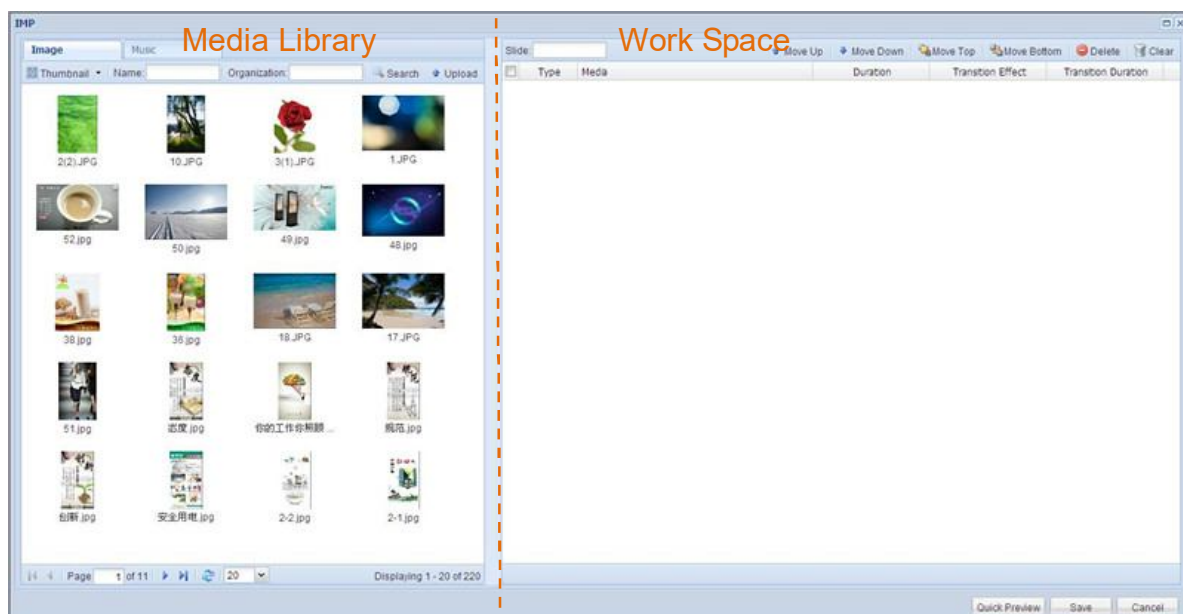 IMP
Media Library
Work Space
Image Music
Slide: Move Up Move Down Move Top Move Bottom Delete Clear
Thumbnail Name: Organization: Search Upload
Type Media Duration Transition Effect Transition Duration
2(2).JPG 10.JPG 3(1).JPG 1.JPG
52.jpg 50.jpg 49.jpg 48.jpg
38.jpg 36.jpg 18.JPG 17.JPG
51.jpg 态度.jpg 你的工作你照顾 ... 规范.jpg
创新.jpg 安全用电.jpg 2-2.jpg 2-1.jpg
Page 1 of 11 20 Displaying 1 - 20 of 220
Quick Preview Save Cancel